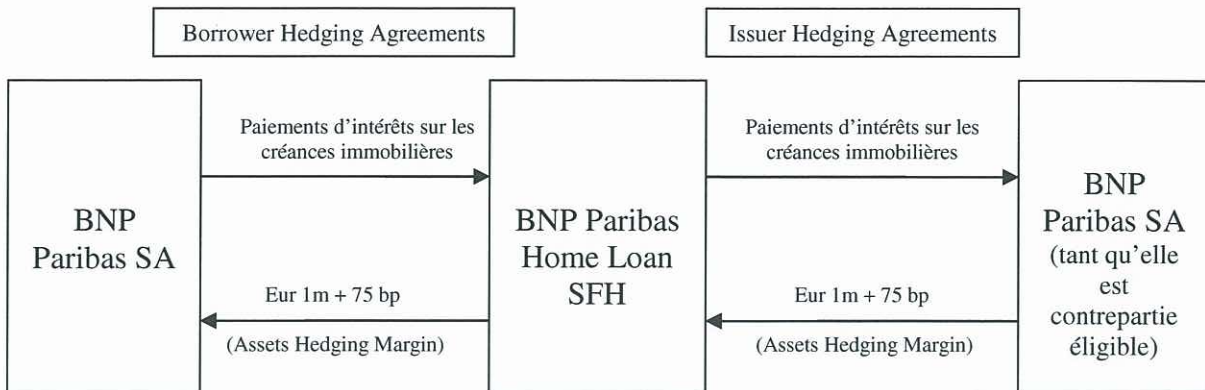 Borrower Hedging Agreements
Issuer Hedging Agreements
Paiements d'intérêts sur les
créances immobilières
Paiements d'intérêts sur les
créances immobilières
BNP
Paribas SA
BNP Paribas
Home Loan
SFH
BNP
Paribas SA
(tant qu'elle
est
contrepartie
éligible)
Eur 1m + 75 bp
(Assets Hedging Margin)
Eur 1m + 75 bp
(Assets Hedging Margin)